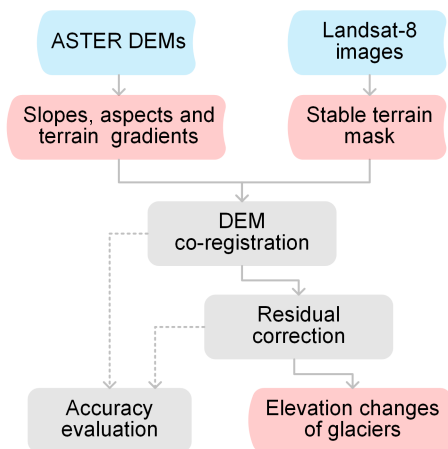 ASTER DEMs
Landsat-8
images
Slopes, aspects and
terrain gradients
Stable terrain
mask
DEM
co-registration
Residual
correction
Accuracy
evaluation
Elevation changes
of glaciers